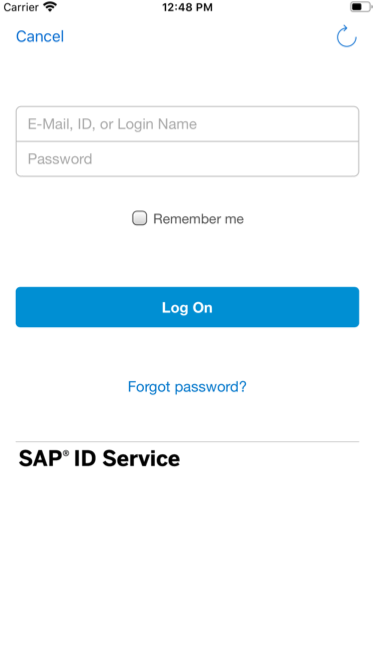 Carrier 12:48 PM
Cancel
E-Mail, ID, or Login Name
Password
Remember me
Log On
Forgot password?
SAP® ID Service